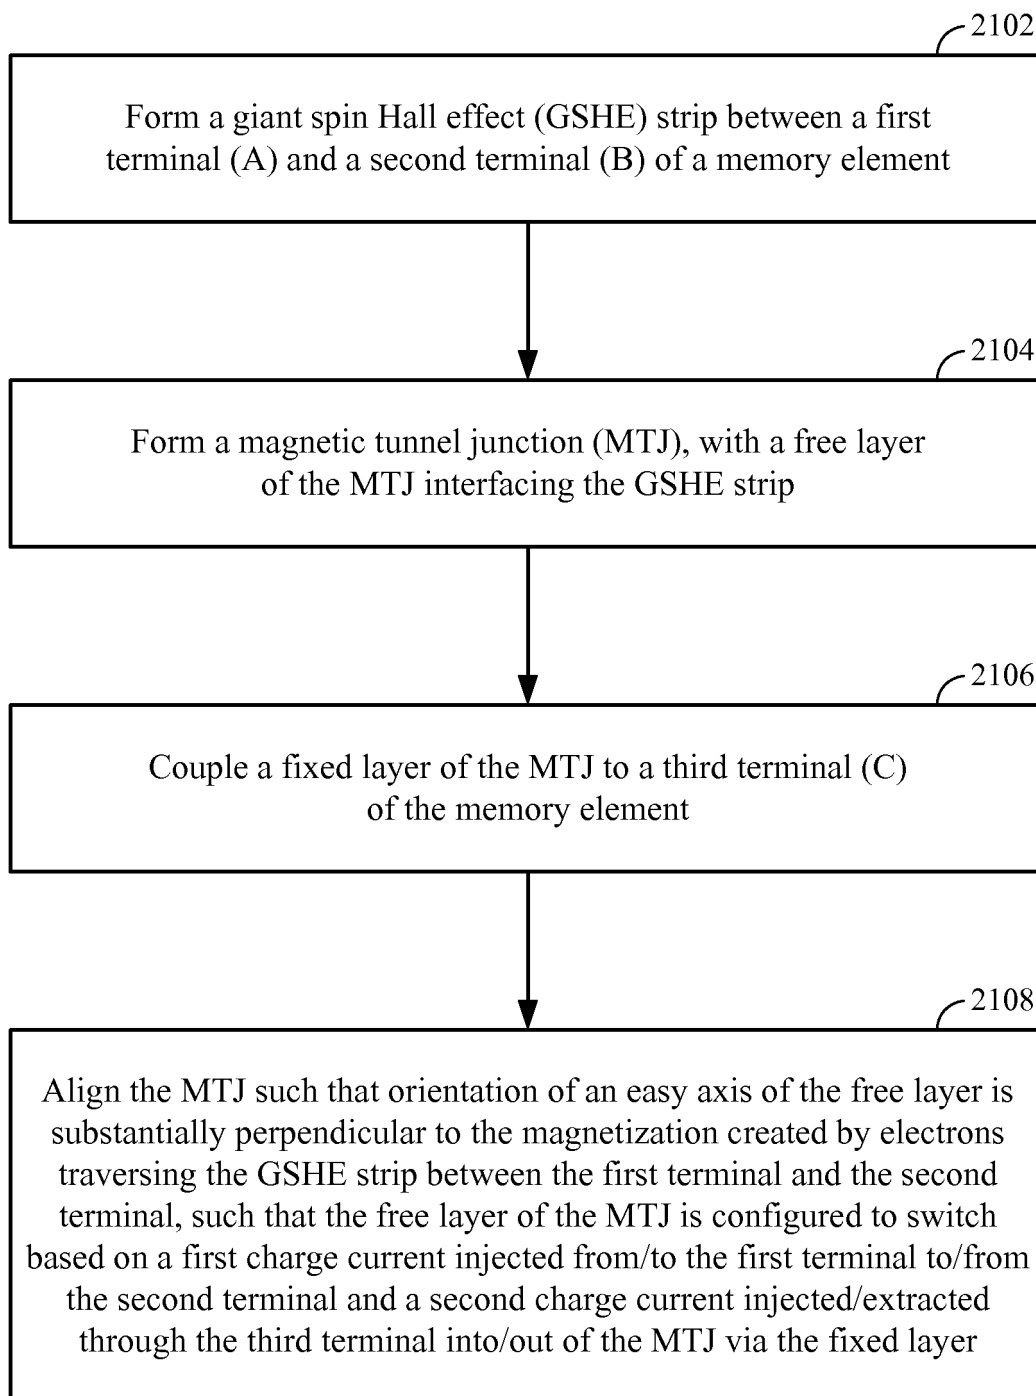 2102
Form a giant spin Hall effect (GSHE) strip between a first
terminal (A) and a second terminal (B) of a memory element
2104
Form a magnetic tunnel junction (MTJ), with a free layer
of the MTJ interfacing the GSHE strip
2106
Couple a fixed layer of the MTJ to a third terminal (C)
of the memory element
2108
Align the MTJ such that orientation of an easy axis of the free layer is
substantially perpendicular to the magnetization created by electrons
traversing the GSHE strip between the first terminal and the second
terminal, such that the free layer of the MTJ is configured to switch
based on a first charge current injected from/to the first terminal to/from
the second terminal and a second charge current injected/extracted
through the third terminal into/out of the MTJ via the fixed layer